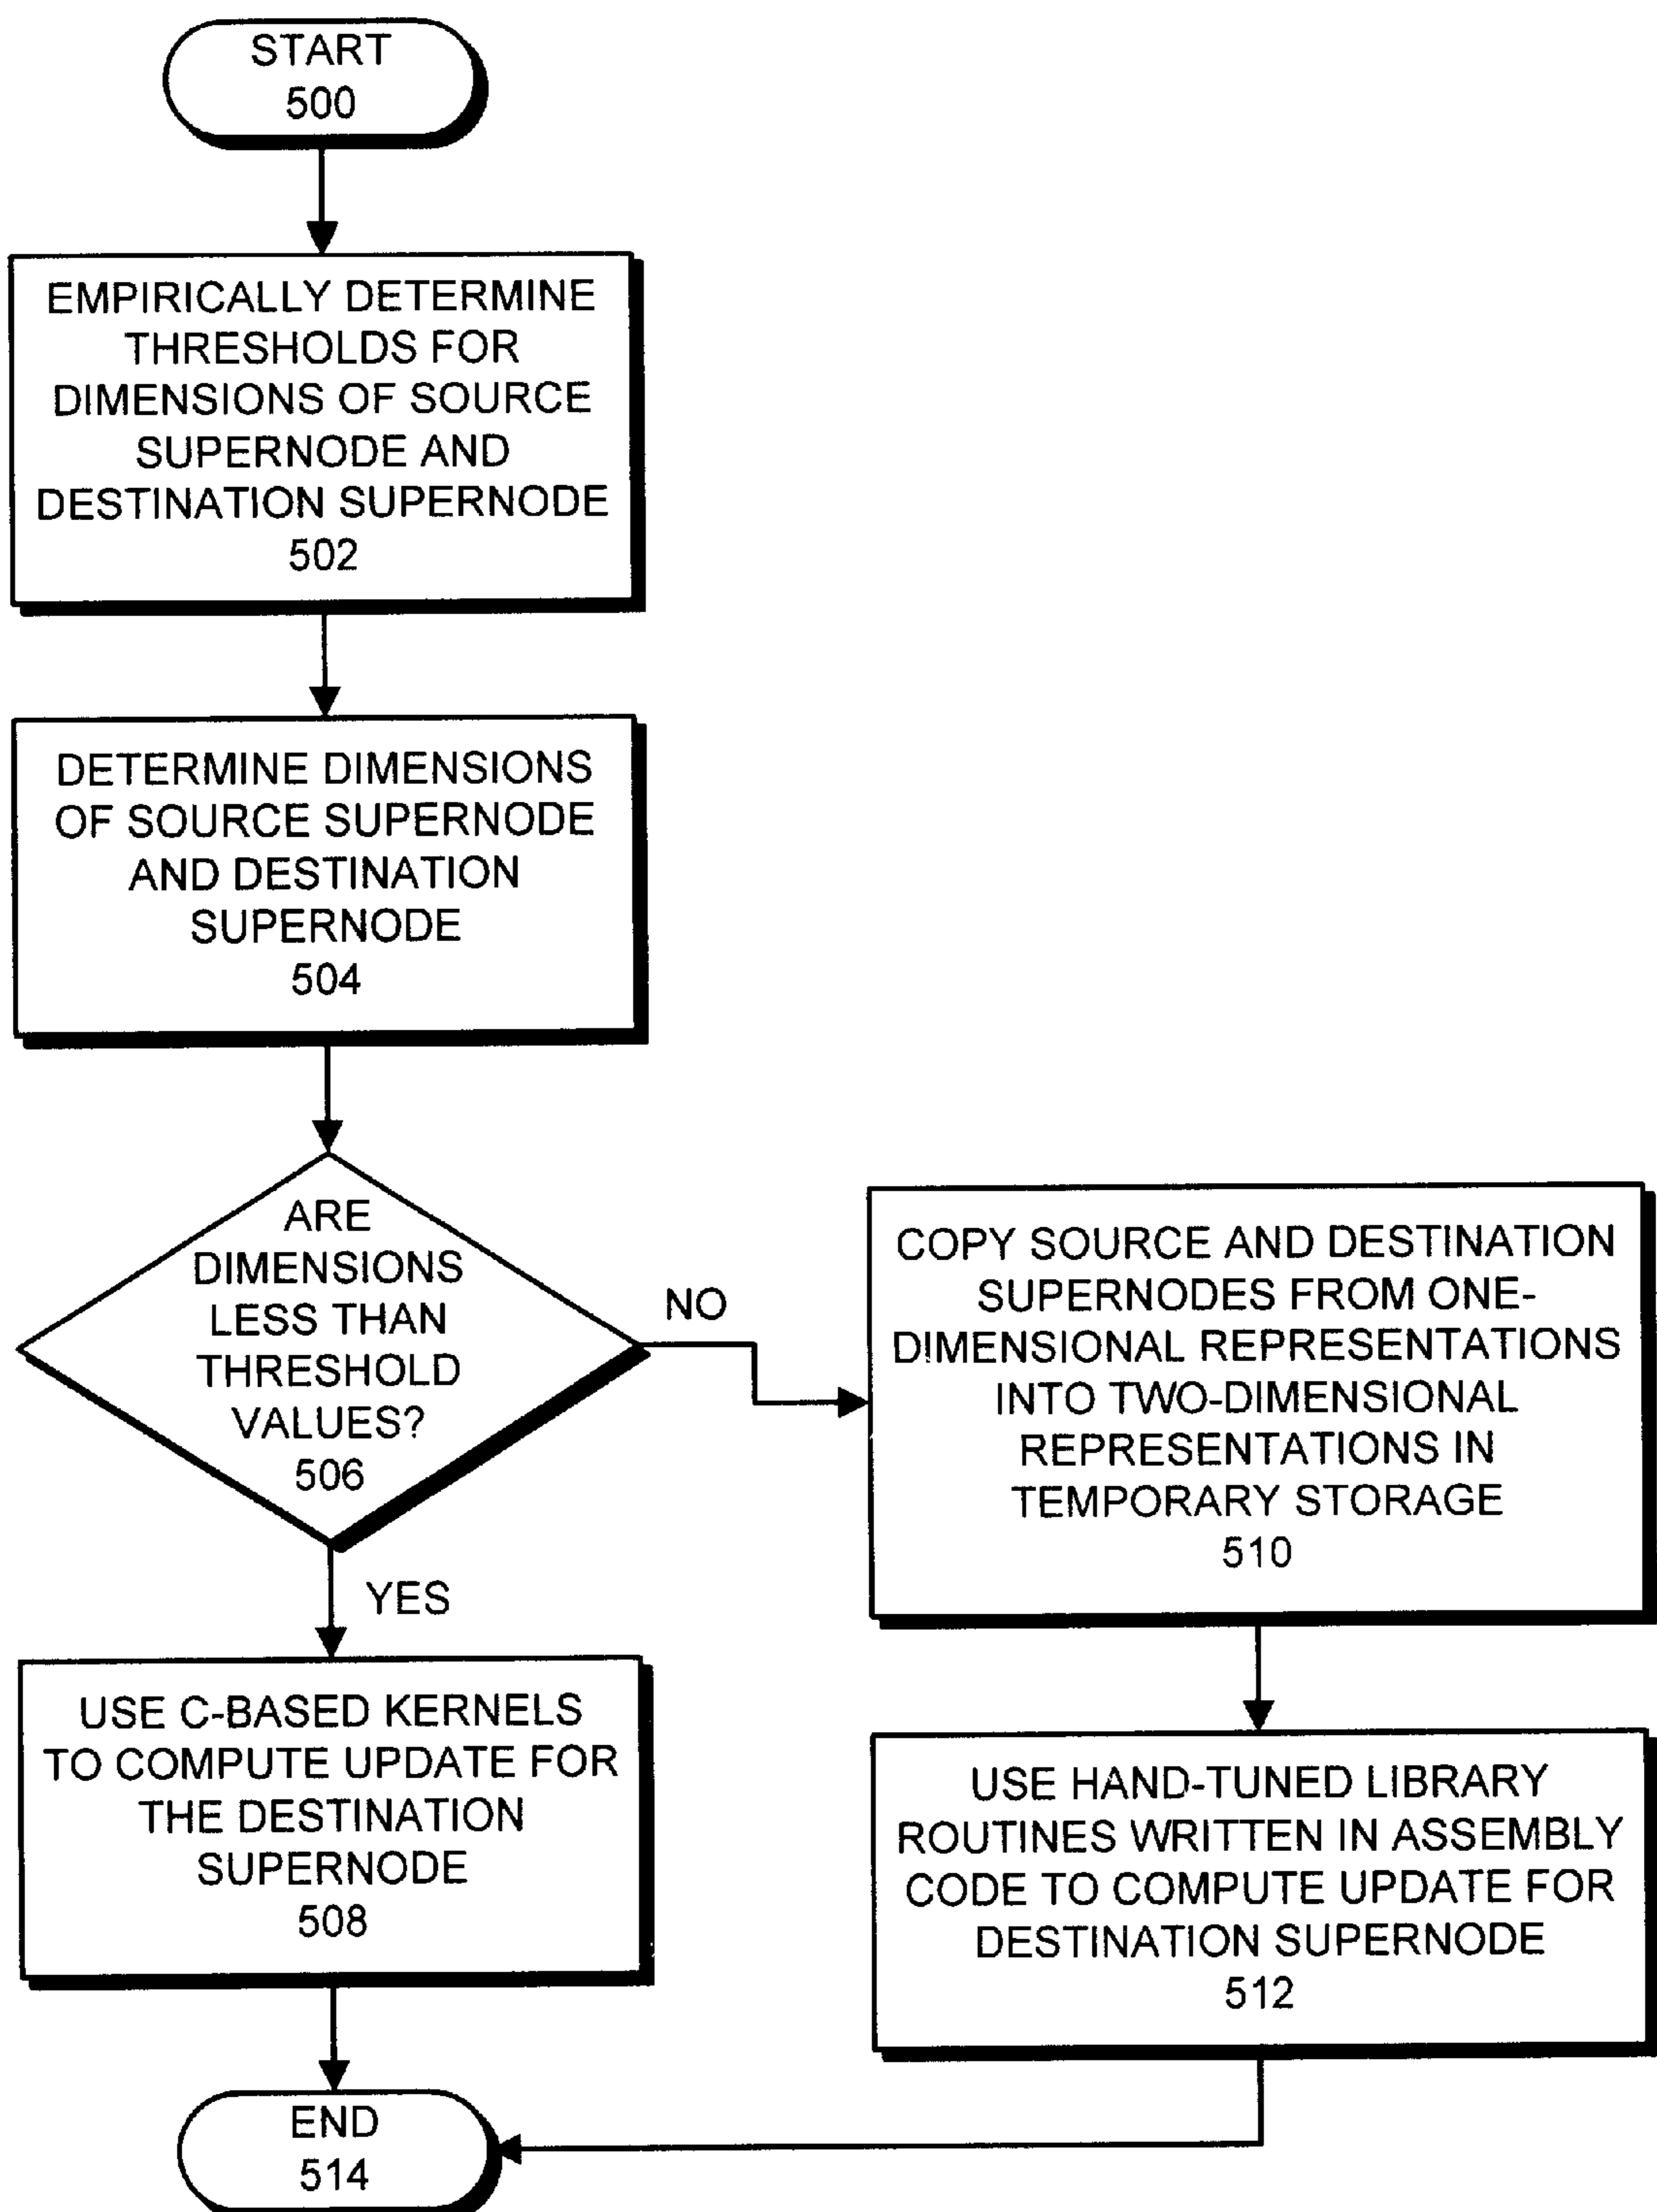 START
500
EMPIRICALLY DETERMINE
THRESHOLDS FOR
DIMENSIONS OF SOURCE
SUPERNODE AND
DESTINATION SUPERNODE
502
DETERMINE DIMENSIONS
OF SOURCE SUPERNODE
AND DESTINATION
SUPERNODE
504
ARE
DIMENSIONS
LESS THAN
THRESHOLD
VALUES?
506
NO
YES
COPY SOURCE AND DESTINATION
SUPERNODES FROM ONE-
DIMENSIONAL REPRESENTATIONS
INTO TWO-DIMENSIONAL
REPRESENTATIONS IN
TEMPORARY STORAGE
510
USE C-BASED KERNELS
TO COMPUTE UPDATE FOR
THE DESTINATION
SUPERNODE
508
USE HAND-TUNED LIBRARY
ROUTINES WRITTEN IN ASSEMBLY
CODE TO COMPUTE UPDATE FOR
DESTINATION SUPERNODE
512
END
514